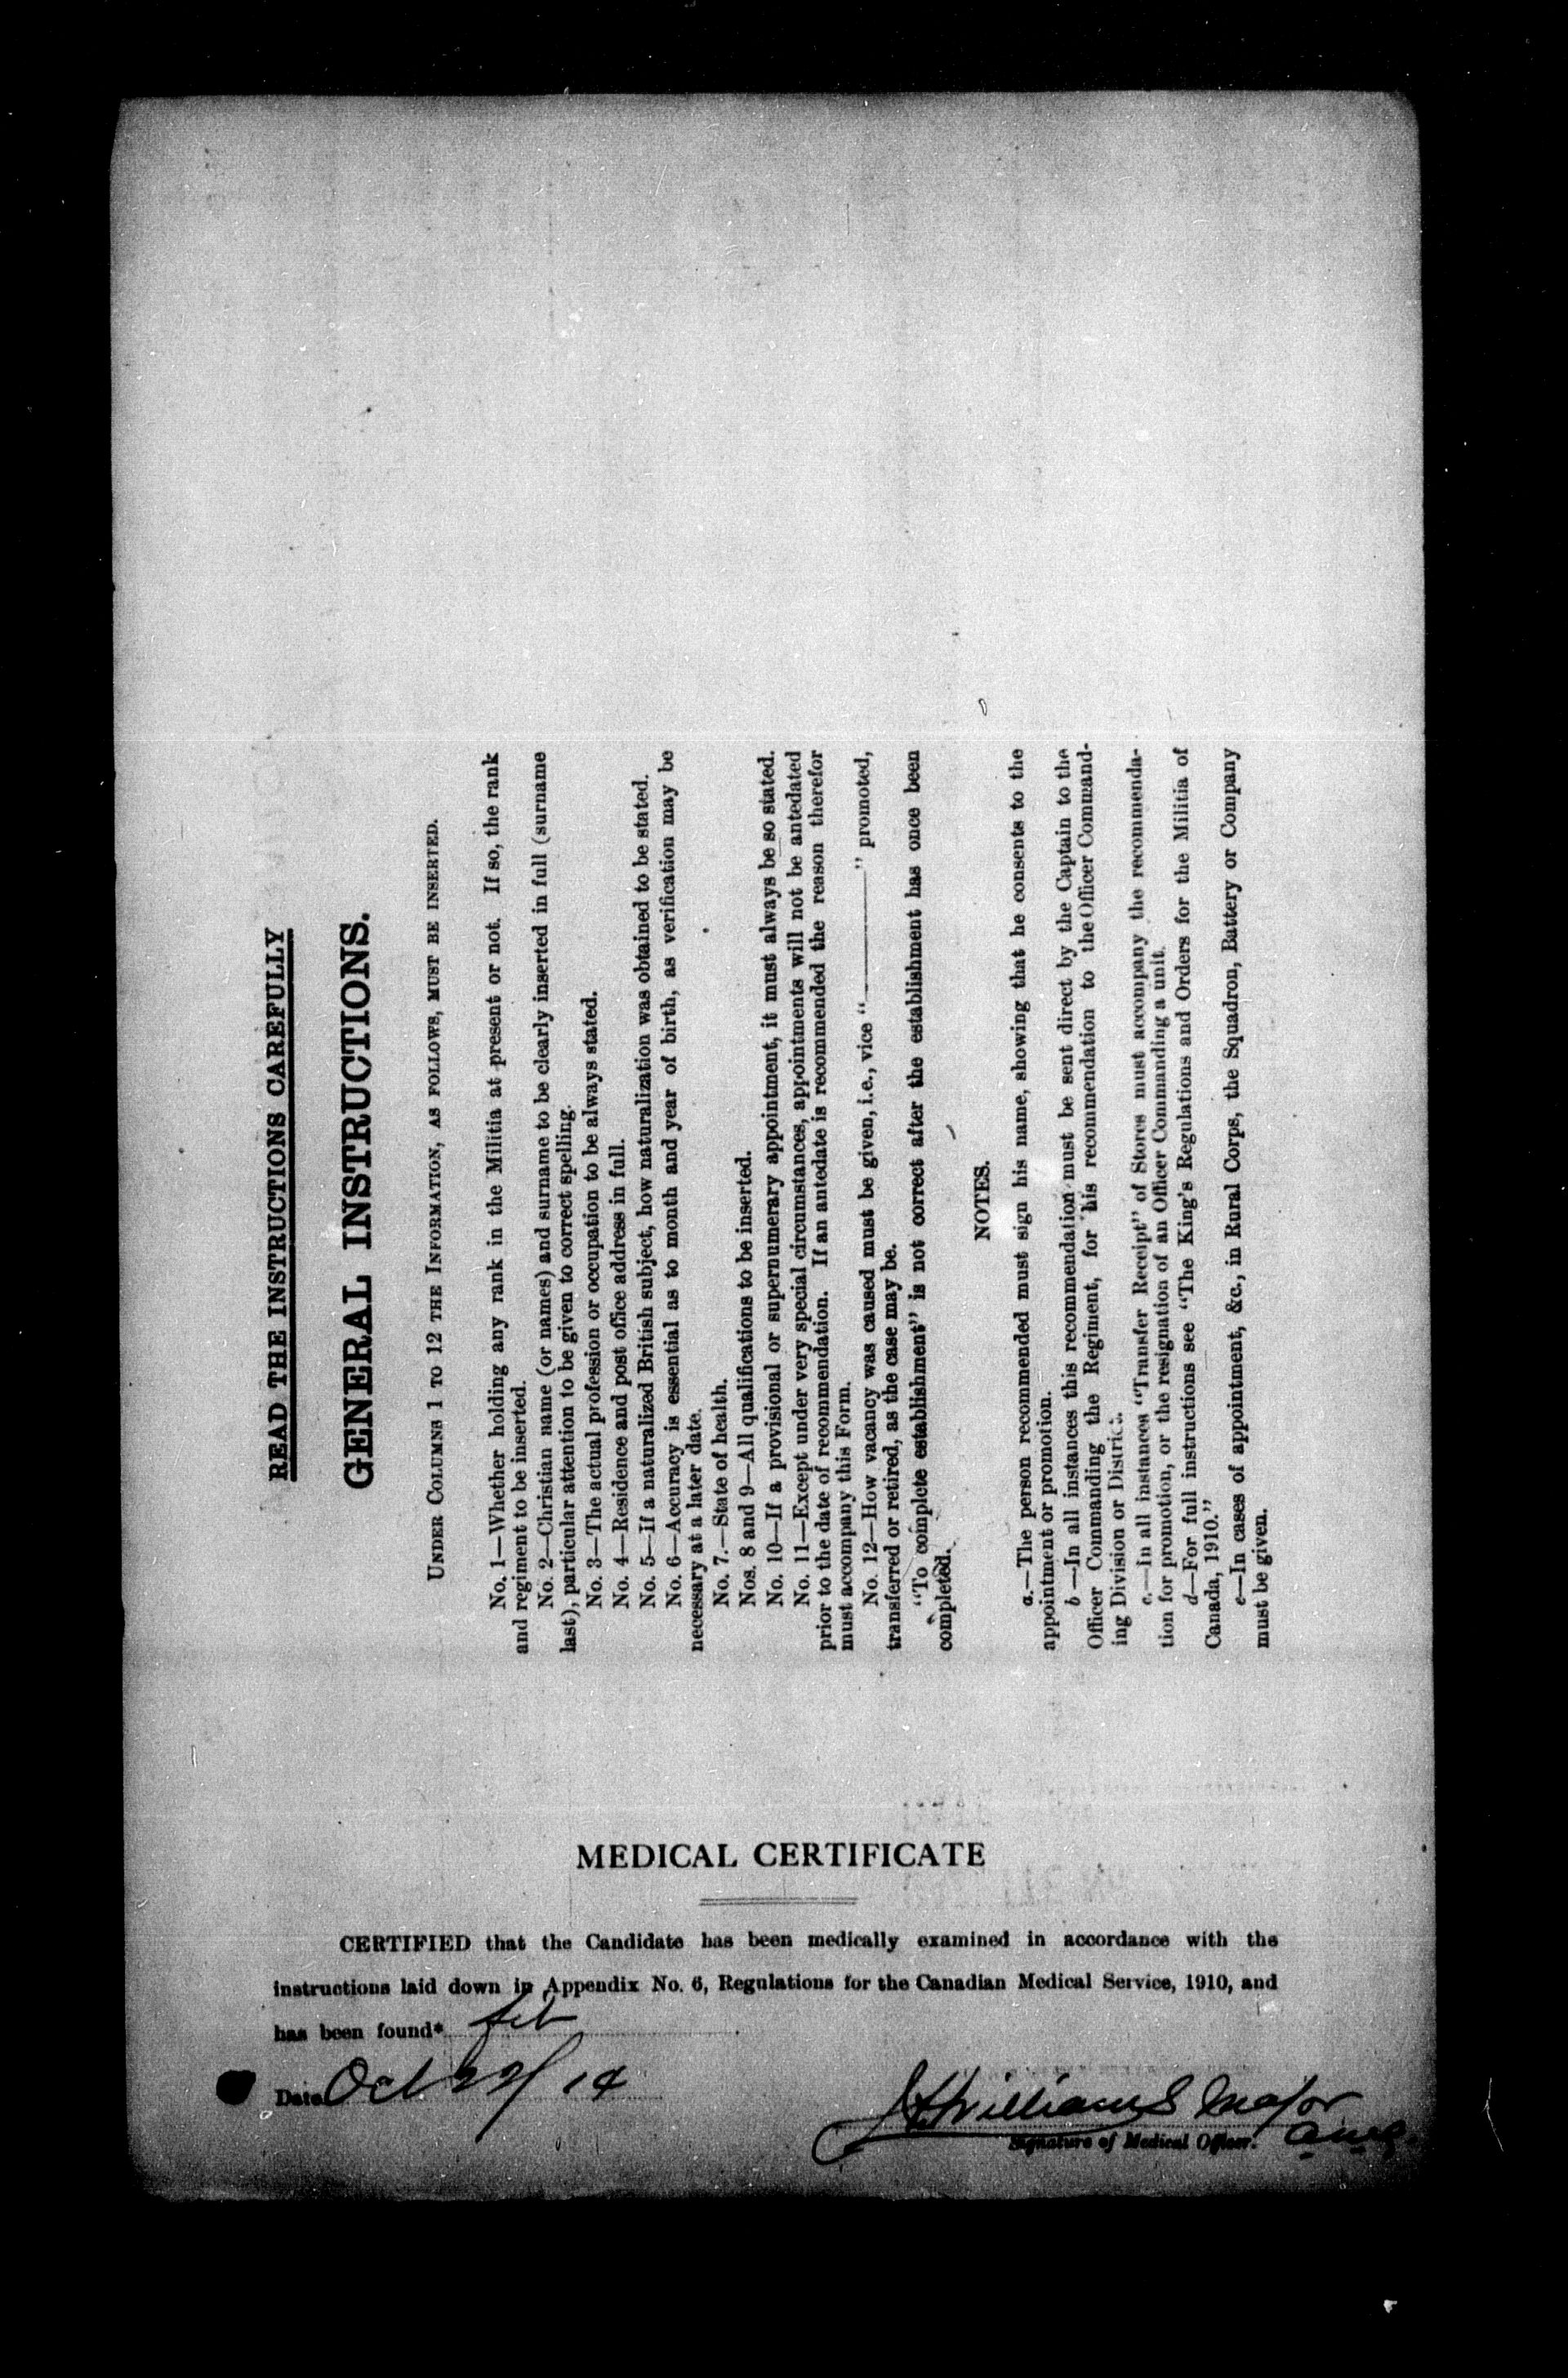 READ THE INSTRUCTIONS CAREFULLY
GENERAL INSTRUCTIONS.
UNDER COLUMNS 1 TO 12 THE INFORMATION, AS FOLLOWS, MUST BE INSERTED.
No. 1—Whether holding any rank in the Militia at present or not. If so, the rank
and regiment to be inserted.
No. 2—Christian name (or names) and surname to be clearly inserted in full (surname
last), particular attention to be given to correct spelling.
No. 3—The actual profession or occupation to be always stated.
No. 4—Residence and post office address in full.
No. 5—If a naturalized British subject, how naturalization was obtained to be stated.
No. 6—Accuracy is essential as to month and year of birth, as verification may be
necessary at a later date.
No. 7.—State of health.
Nos. 8 and 9—All qualifications to be inserted.
No. 10—If a provisional or supernumerary appointment, it must always be so stated.
No. 11—Except under very special circumstances, appointments will not be antedated
prior to the date of recommendation. If an antedate is recommended the reason therefor
must accompany this Form.
No. 12—How vacancy was caused must be given, i.e., vice "————" promoted,
transferred or retired, as the case may be.
"To complete establishment" is not correct after the establishment has once been
completed.
NOTES.
a.—The person recommended must sign his name, showing that he consents to the
appointment or promotion.
b—In all instances this recommendation must be sent direct by the Captain to the
Officer Commanding the Regiment, for his recommendation to the Officer Command-
ing Division or District.
c.—In all instances "Transfer Receipt" of Stores must accompany the recommenda-
tion for promotion, or the resignation of an Officer Commanding a unit.
d—For full instructions see "The King's Regulations and Orders for the Militia of
Canada, 1910."
e—In cases of appointment, &c., in Rural Corps, the Squadron, Battery or Company
must be given.
MEDICAL CERTIFICATE
CERTIFIED that the Candidate has been medically examined in accordance with the
instructions laid down in Appendix No. 6, Regulations for the Canadian Medical Service, 1910, and
has been found* fit
Date Oct 22/14
Williams Major
Signature of Medical Officer.